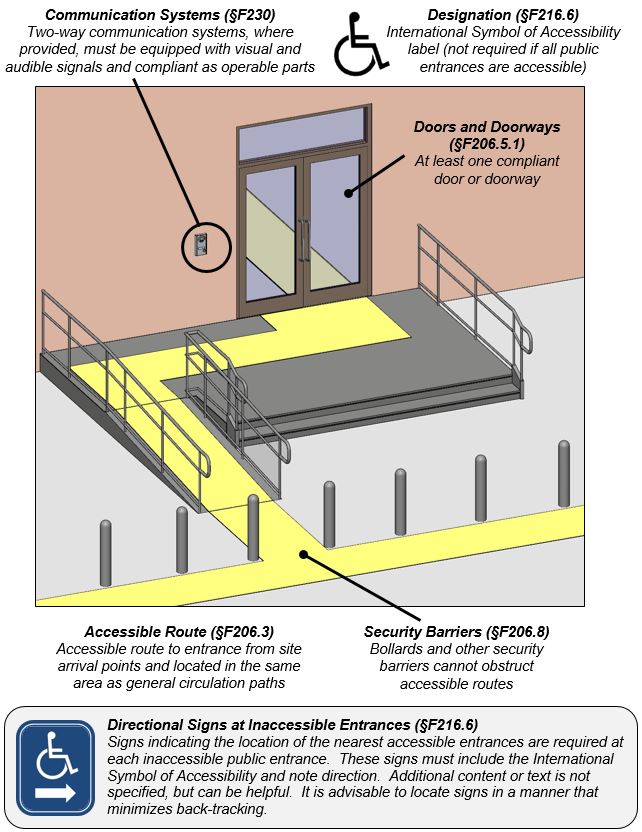 Communication Systems (§F230)
Two-way communication systems, where
provided, must be equipped with visual and
audible signals and compliant as operable parts
Designation (§F216.6)
International Symbol of Accessibility
label (not required if all public
entrances are accessible)
Doors and Doorways
(§F206.5.1)
At least one compliant
door or doorway
Accessible Route (§F206.3)
Accessible route to entrance from site
arrival points and located in the same
area as general circulation paths
Security Barriers (§F206.8)
Bollards and other security
barriers cannot obstruct
accessible routes
Directional Signs at Inaccessible Entrances (§F216.6)
Signs indicating the location of the nearest accessible entrances are required at
each inaccessible public entrance.  These signs must include the International
Symbol of Accessibility and note direction.  Additional content or text is not
specified, but can be helpful.  It is advisable to locate signs in a manner that
minimizes back-tracking.